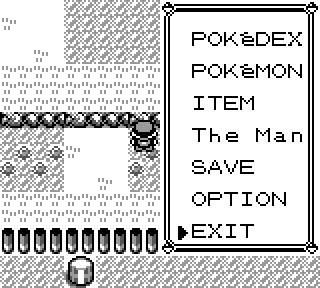 POKéDEX
POKéMON
ITEM
The Man
SAVE
OPTION
▶EXIT